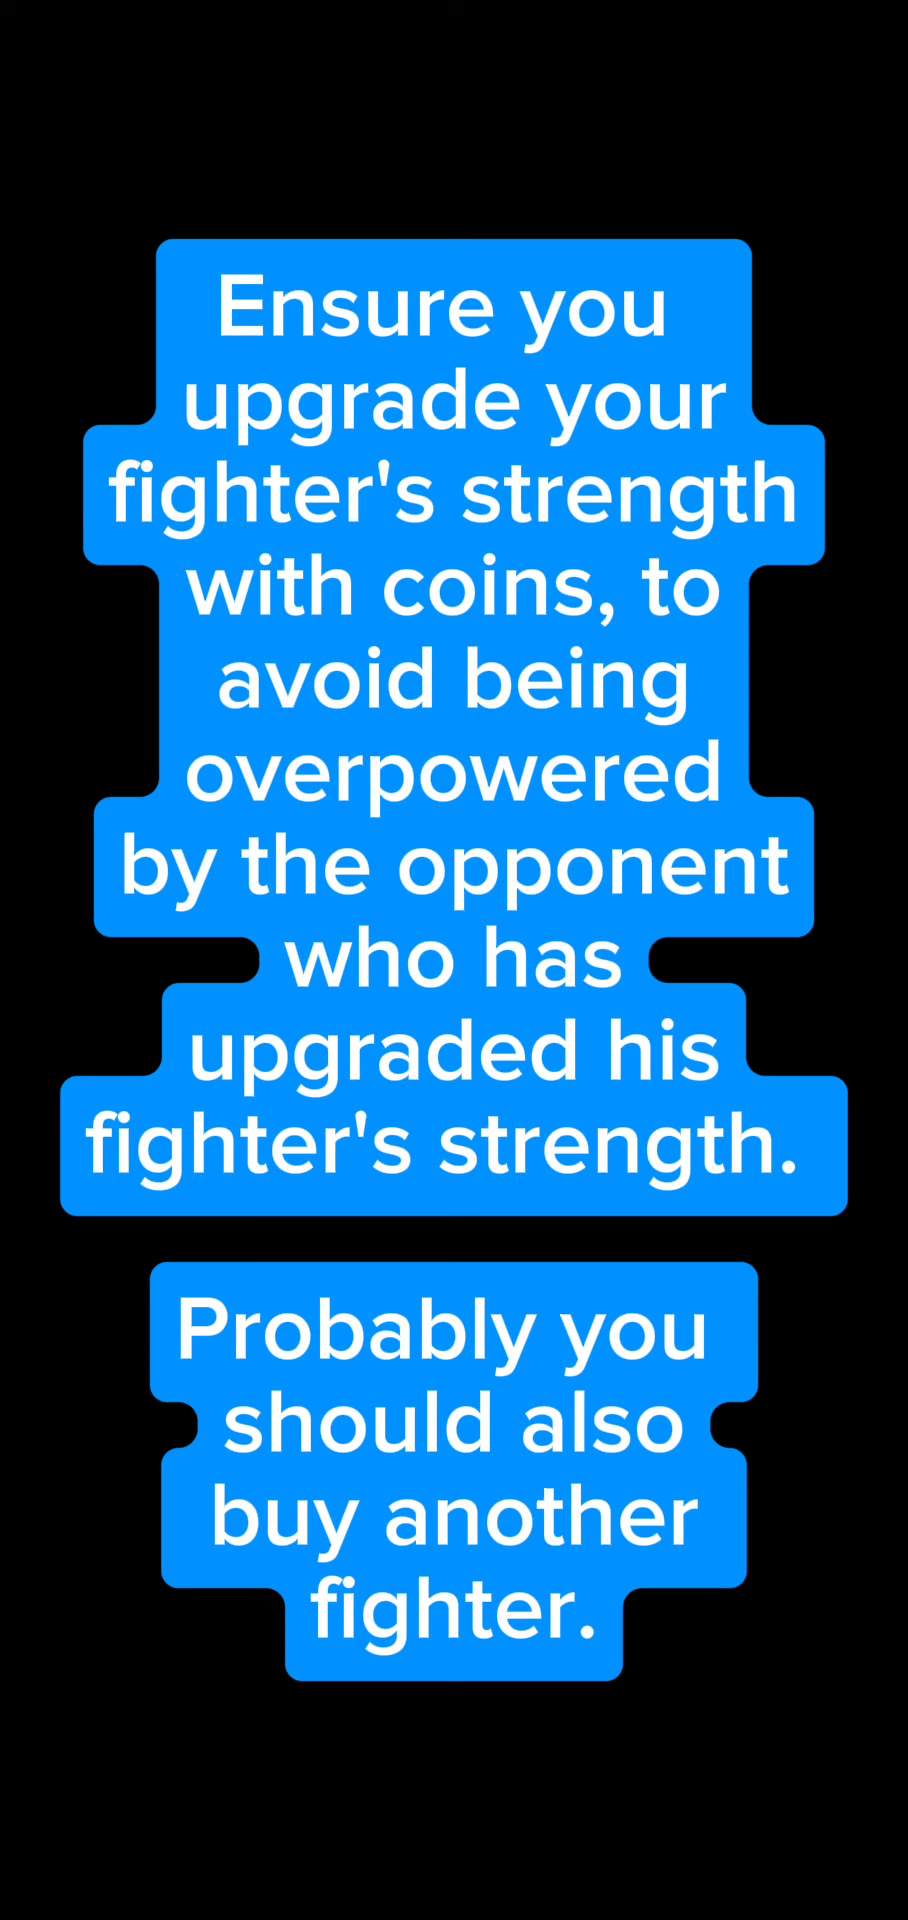 Ensure you
upgrade your
fighter's strength
with coins, to
avoid being
overpowered
by the opponent
who has
upgraded his
fighter's strength.
Probably you
should also
buy another
fighter.